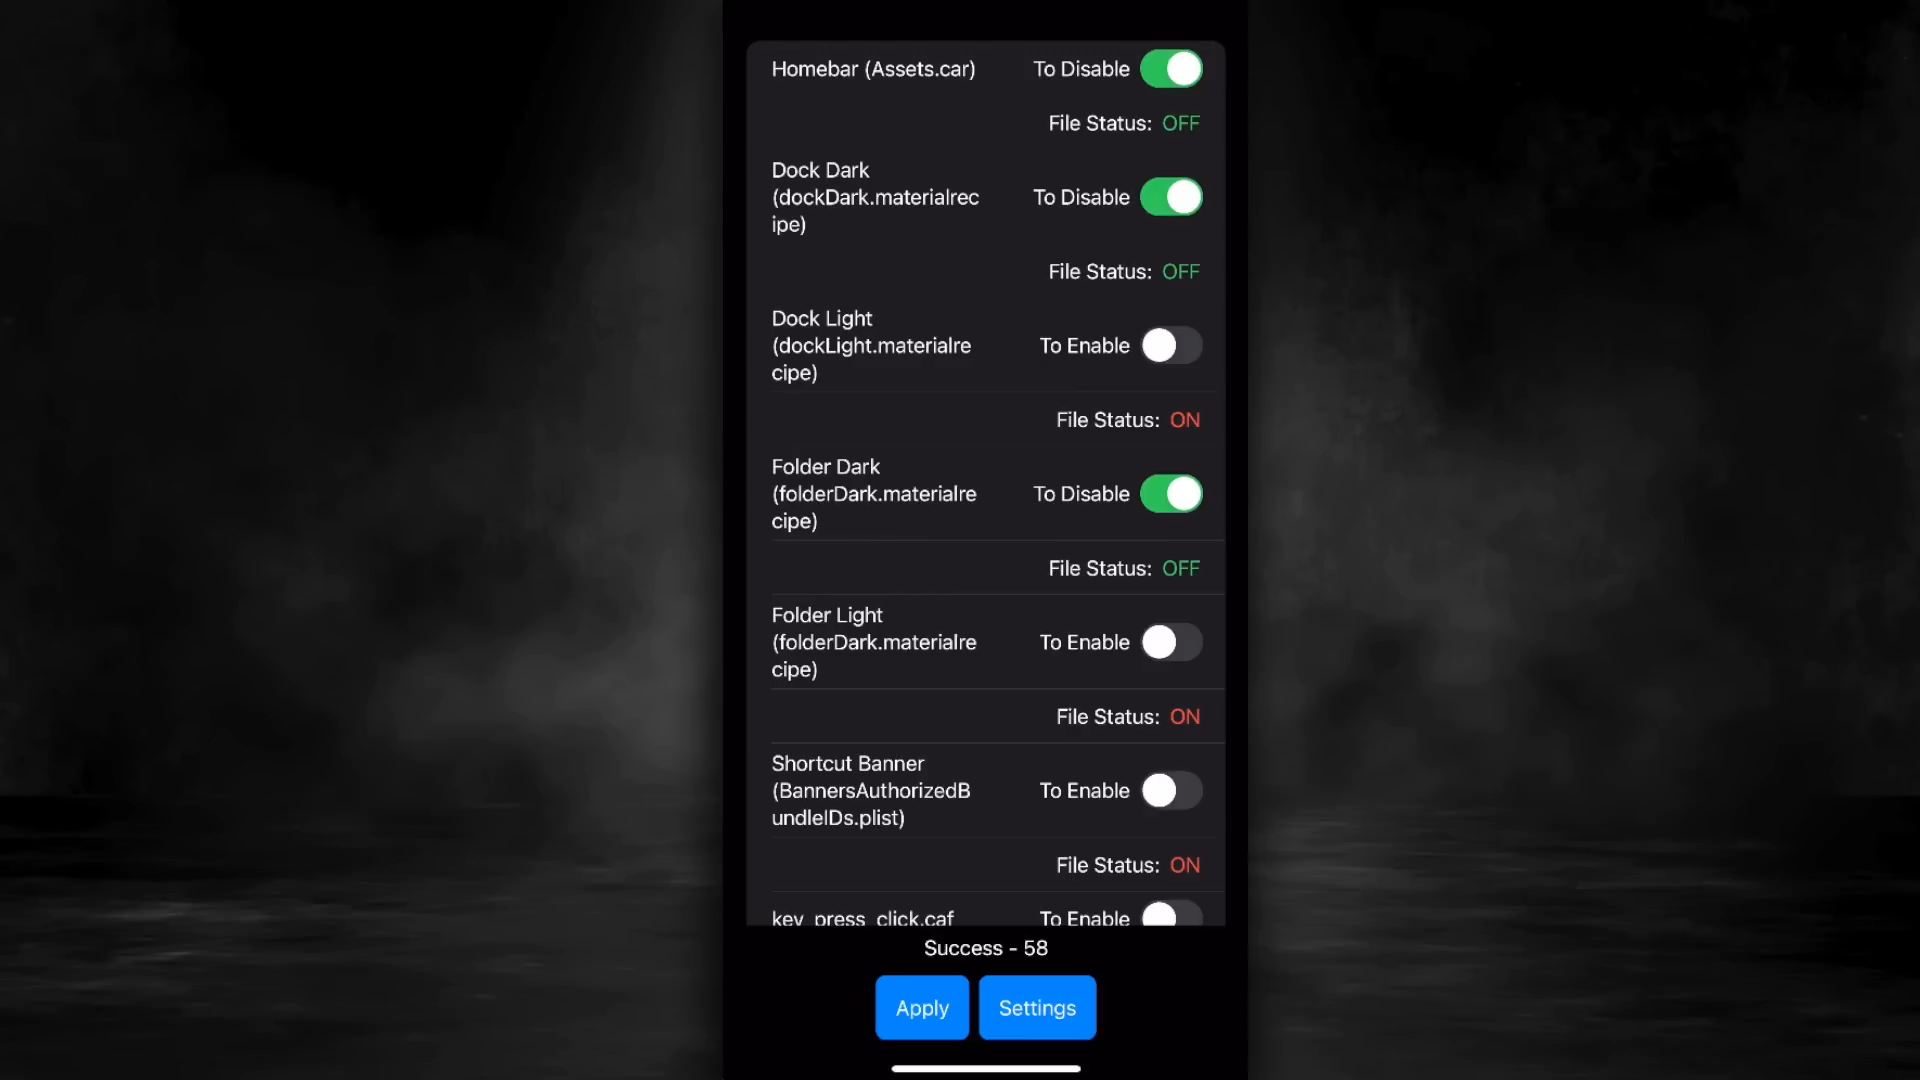 Homebar (Assets.car) To Disable
File Status: OFF
Dock Dark
(dockDark.materialrec
ipe)
To Disable
File Status: OFF
Dock Light
(dockLight.materialre
cipe)
To Enable
File Status: ON
Folder Dark
(folderDark.materialre
cipe)
To Disable
File Status: OFF
Folder Light
(folderDark.materialre
cipe)
To Enable
File Status: ON
Shortcut Banner
(BannersAuthorizedB
undleIDs.plist)
To Enable
File Status: ON
key_press_click.caf To Enable
Success - 58
Apply Settings